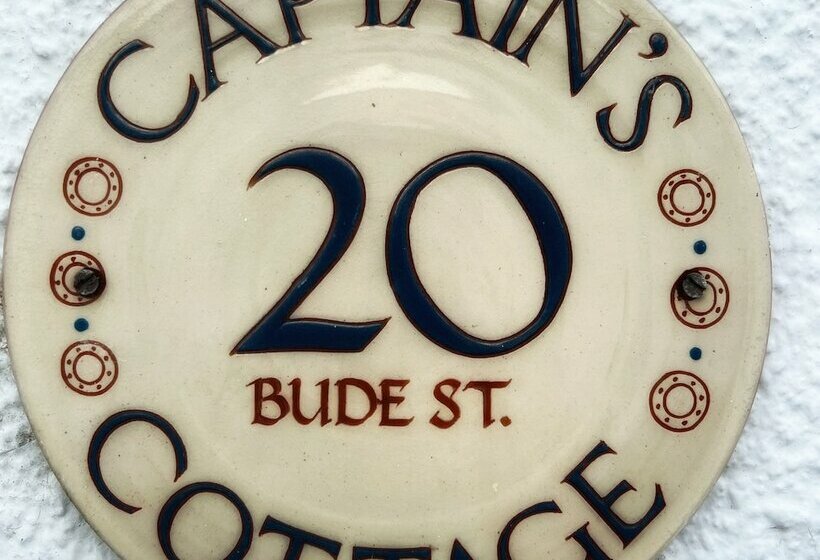 CAPTAIN'S
20
BUDE ST.
COTTAGE